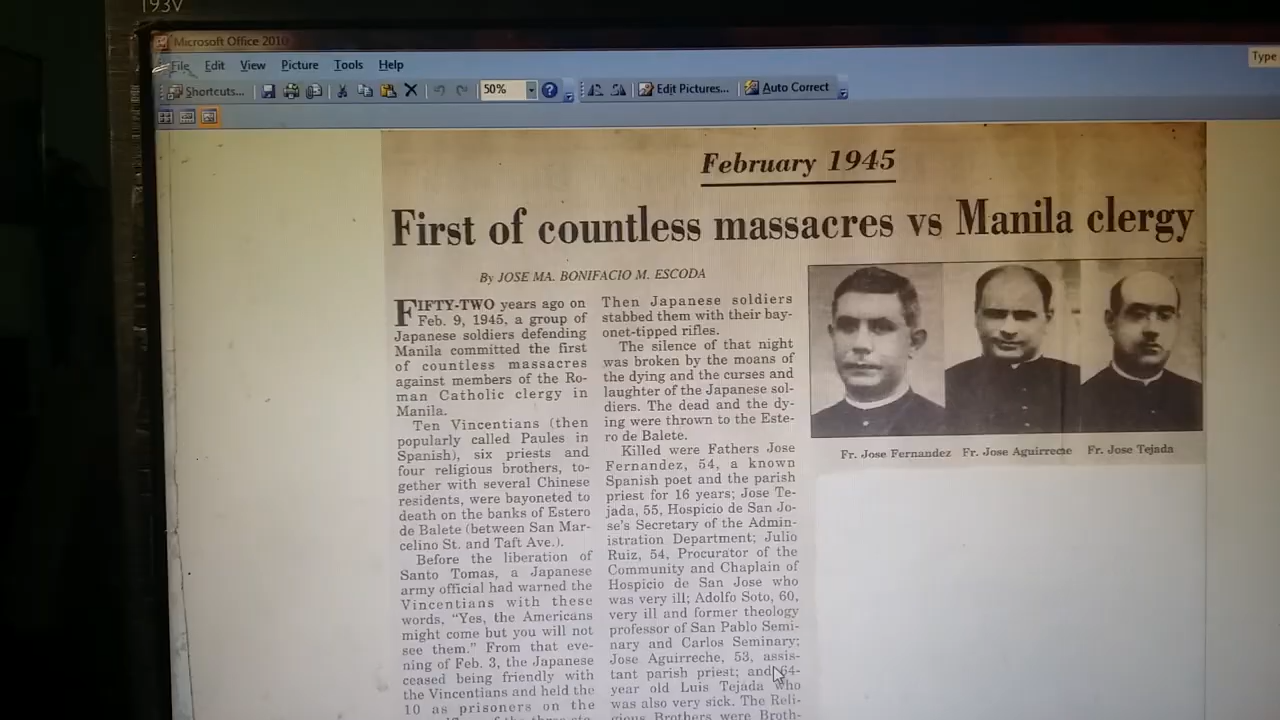 193V
Microsoft Office 2010
Type
File Edit View Picture Tools Help
Shortcuts... 50% Edit Pictures... Auto Correct
February 1945
First of countless massacres vs Manila clergy
By JOSE MA. BONIFACIO M. ESCODA
FIFTY-TWO years ago on
Feb. 9, 1945, a group of
Japanese soldiers defending
Manila committed the first
of countless massacres
against members of the Ro-
man Catholic clergy in
Manila.
Ten Vincentians (then
popularly called Paules in
Spanish), six priests and
four religious brothers, to-
gether with several Chinese
residents, were bayoneted to
death on the banks of Estero
de Balete (between San Mar-
celino St. and Taft Ave.).
Before the liberation of
Santo Tomas, a Japanese
army official had warned the
Vincentians with these
words, “Yes, the Americans
might come but you will not
see them.” From that eve-
ning of Feb. 3, the Japanese
ceased being friendly with
the Vincentians and held the
10 as prisoners on the
Then Japanese soldiers
stabbed them with their bay-
onet-tipped rifles.
The silence of that night
was broken by the moans of
the dying and the curses and
laughter of the Japanese sol-
diers. The dead and the dy-
ing were thrown to the Este-
ro de Balete.
Killed were Fathers Jose
Fernandez, 54, a known
Spanish poet and the parish
priest for 16 years; Jose Te-
jada, 55, Hospicio de San Jo-
se's Secretary of the Admin-
istration Department; Julio
Ruiz, 54, Procurator of the
Community and Chaplain of
Hospicio de San Jose who
was very ill; Adolfo Soto, 60,
very ill and former theology
professor of San Pablo Semi-
nary and Carlos Seminary;
Jose Aguirreche, 53, assis-
tant parish priest; and 64-
year old Luis Tejada who
was also very sick. The Reli-
gious Brothers were Broth-
Fr. Jose Fernandez Fr. Jose Aguirreche Fr. Jose Tejada